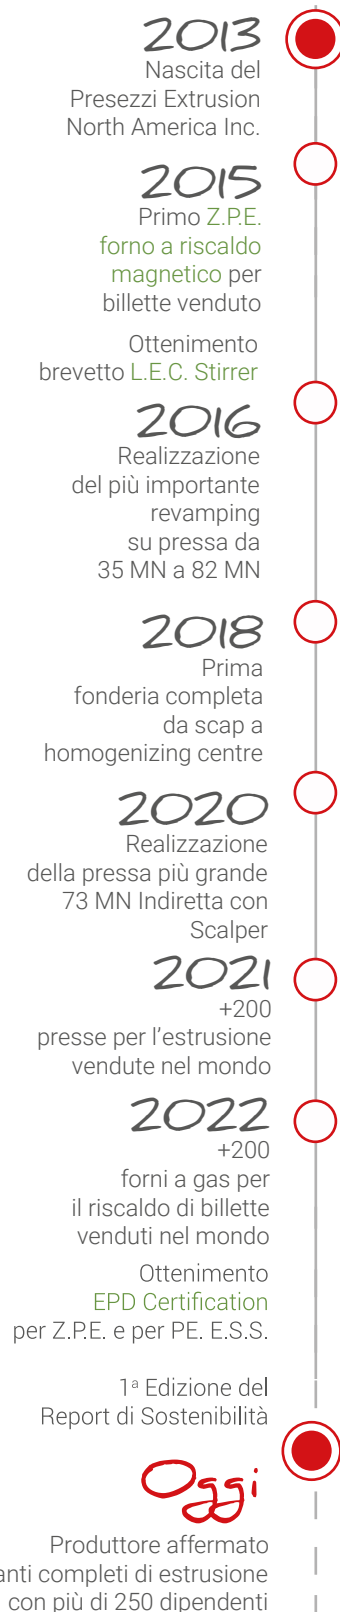 2013
Nascita del
Presezzi Extrusion
North America Inc.
2015
Primo Z.P.E.
forno a riscaldo
magnetico per
billette venduto
Ottenimento
brevetto L.E.C. Stirrer
2016
Realizzazione
del più importante
revamping
su pressa da
35 MN a 82 MN
2018
Prima
fonderia completa
da scap a
homogenizing centre
2020
Realizzazione
della pressa più grande
73 MN Indiretta con
Scalper
2021
+200
presse per l'estrusione
vendute nel mondo
2022
+200
forni a gas per
il riscaldo di billette
venduti nel mondo
Ottenimento
EPD Certification
per Z.P.E. e per PE. E.S.S.
1ª Edizione del
Report di Sostenibilità
Oggi
Produttore affermato
completi di estrusione
con più di 250 dipendenti